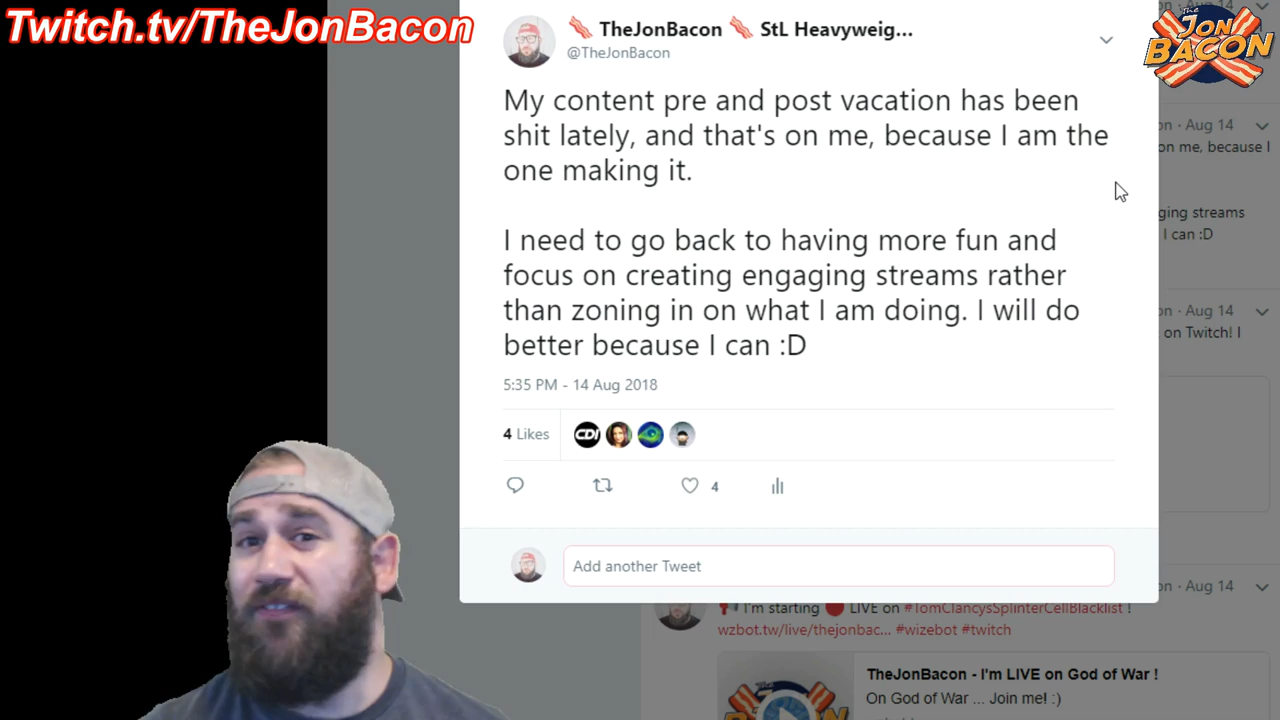 Twitch.tv/TheJonBacon
TheJonBacon StL Heavyweig...
@TheJonBacon
The
JON
BACON
My content pre and post vacation has been
shit lately, and that's on me, because I am the
one making it.
I need to go back to having more fun and
focus on creating engaging streams rather
than zoning in on what I am doing. I will do
better because I can :D
5:35 PM - 14 Aug 2018
4 Likes
CDI
4
Add another Tweet
on · Aug 14
on me, because I
ging streams
I can :D
on · Aug 14
on Twitch! I
on · Aug 14
I'm starting LIVE on #TomClancysSplinterCellBlacklist !
wzbot.tv/live/thejonbac... #wizebot #twitch
TheJonBacon - I'm LIVE on God of War !
On God of War ... Join me! :)